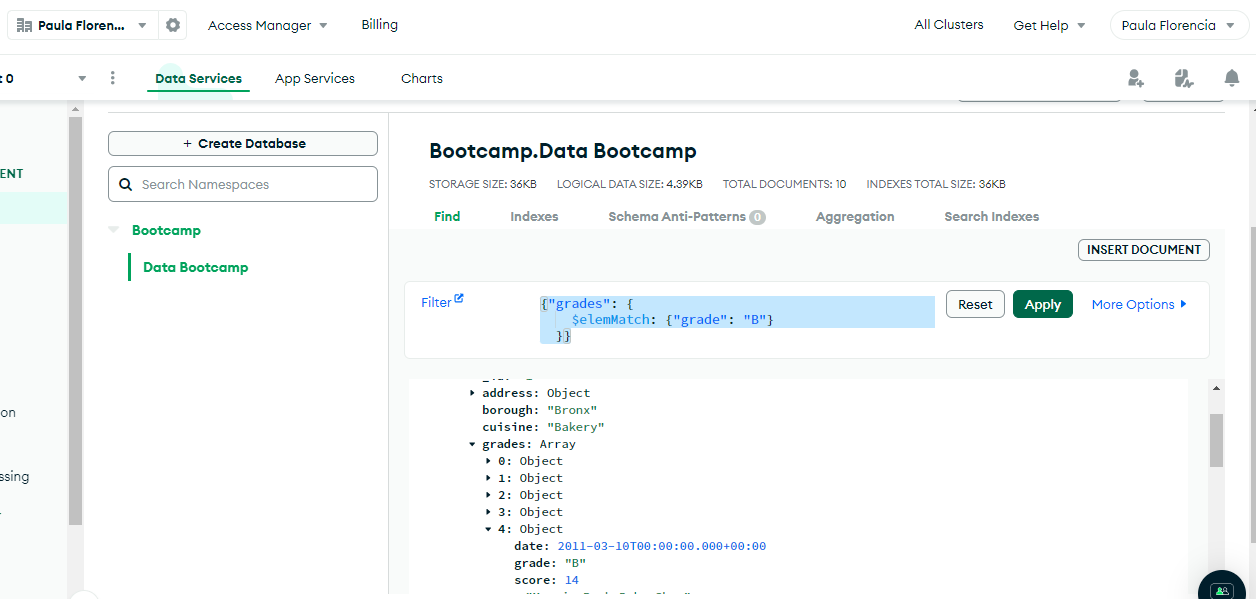 Paula Floren...
Access Manager
Billing
All Clusters
Get Help
Paula Florencia
: 0
Data Services
App Services
Charts
ENT
on
ssing
+ Create Database
Search Namespaces
Bootcamp
Data Bootcamp
Bootcamp.Data Bootcamp
STORAGE SIZE: 36KB LOGICAL DATA SIZE: 4.39KB TOTAL DOCUMENTS: 10 INDEXES TOTAL SIZE: 36KB
Find Indexes Schema Anti-Patterns 0 Aggregation Search Indexes
INSERT DOCUMENT
Filter
{"grades": {
$elemMatch: {"grade": "B"}
}}
Reset
Apply
More Options
address: Object
borough: "Bronx"
cuisine: "Bakery"
grades: Array
0: Object
1: Object
2: Object
3: Object
4: Object
date: 2011-03-10T00:00:00.000+00:00
grade: "B"
score: 14